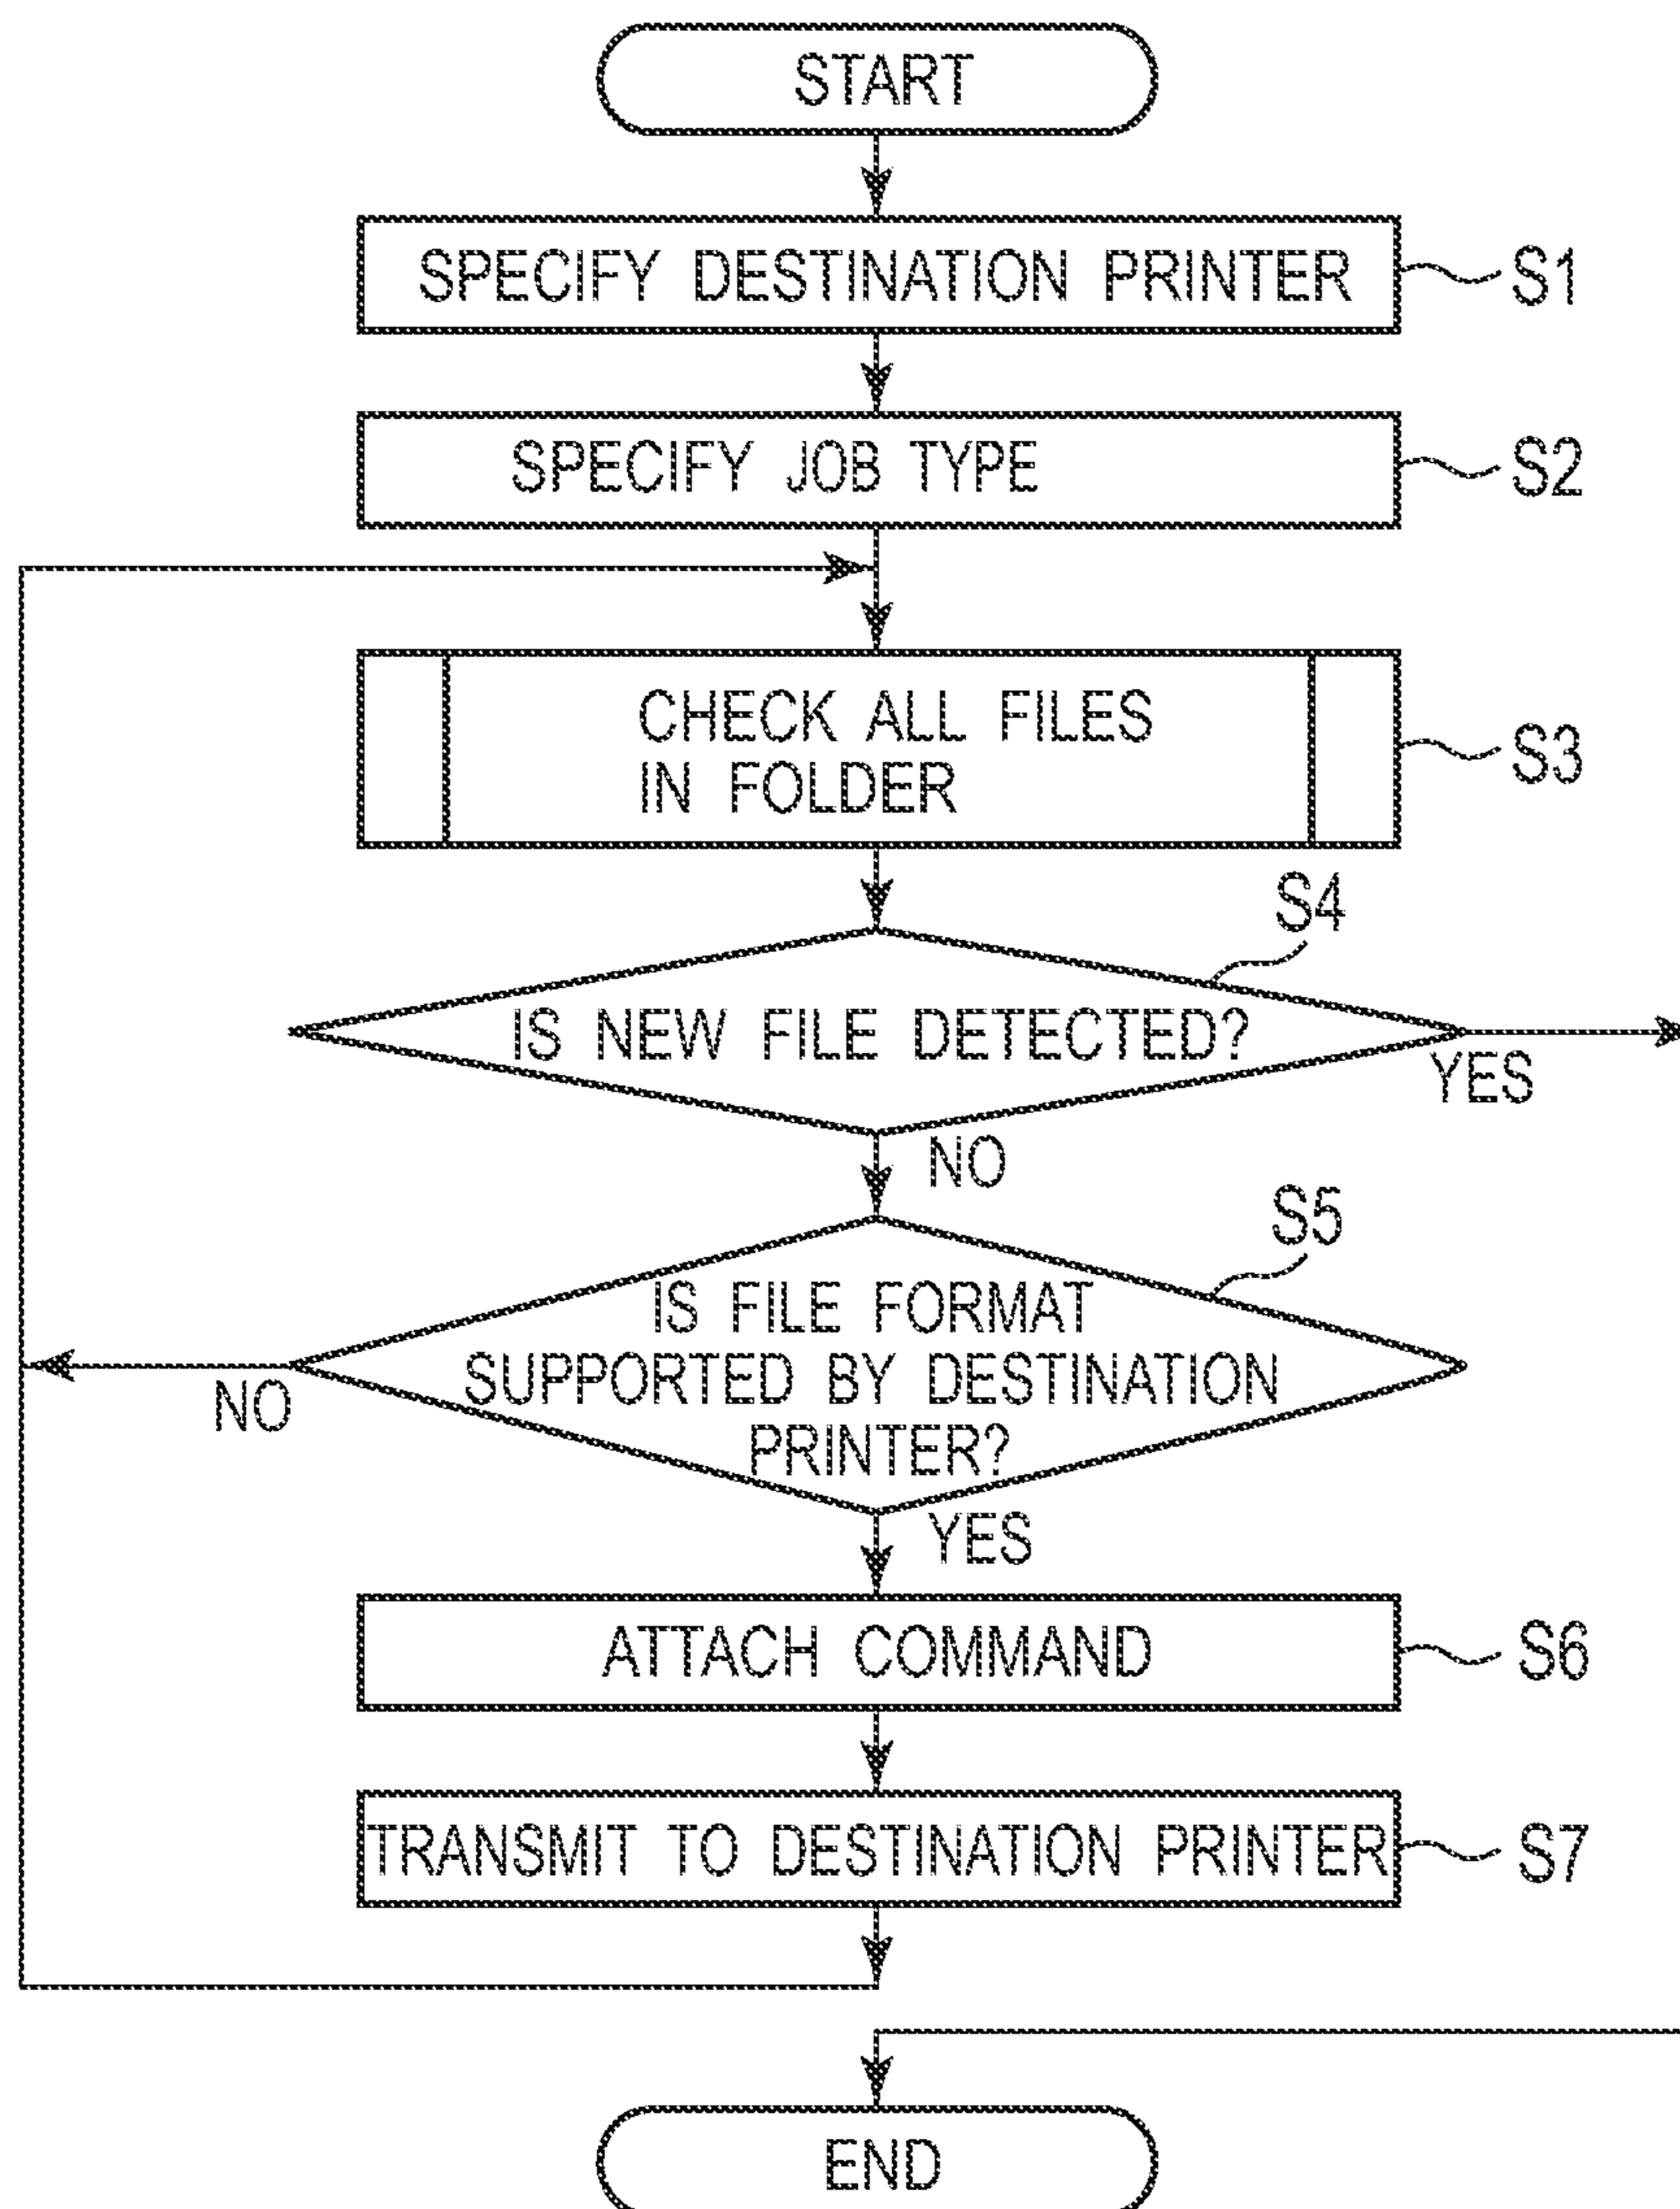 START
SPECIFY DESTINATION PRINTER
S1
SPECIFY JOB TYPE
S2
CHECK ALL FILES
IN FOLDER
S3
S4
IS NEW FILE DETECTED?
YES
NO
S5
IS FILE FORMAT
SUPPORTED BY DESTINATION
PRINTER?
NO
YES
ATTACH COMMAND
S6
TRANSMIT TO DESTINATION PRINTER
S7
END